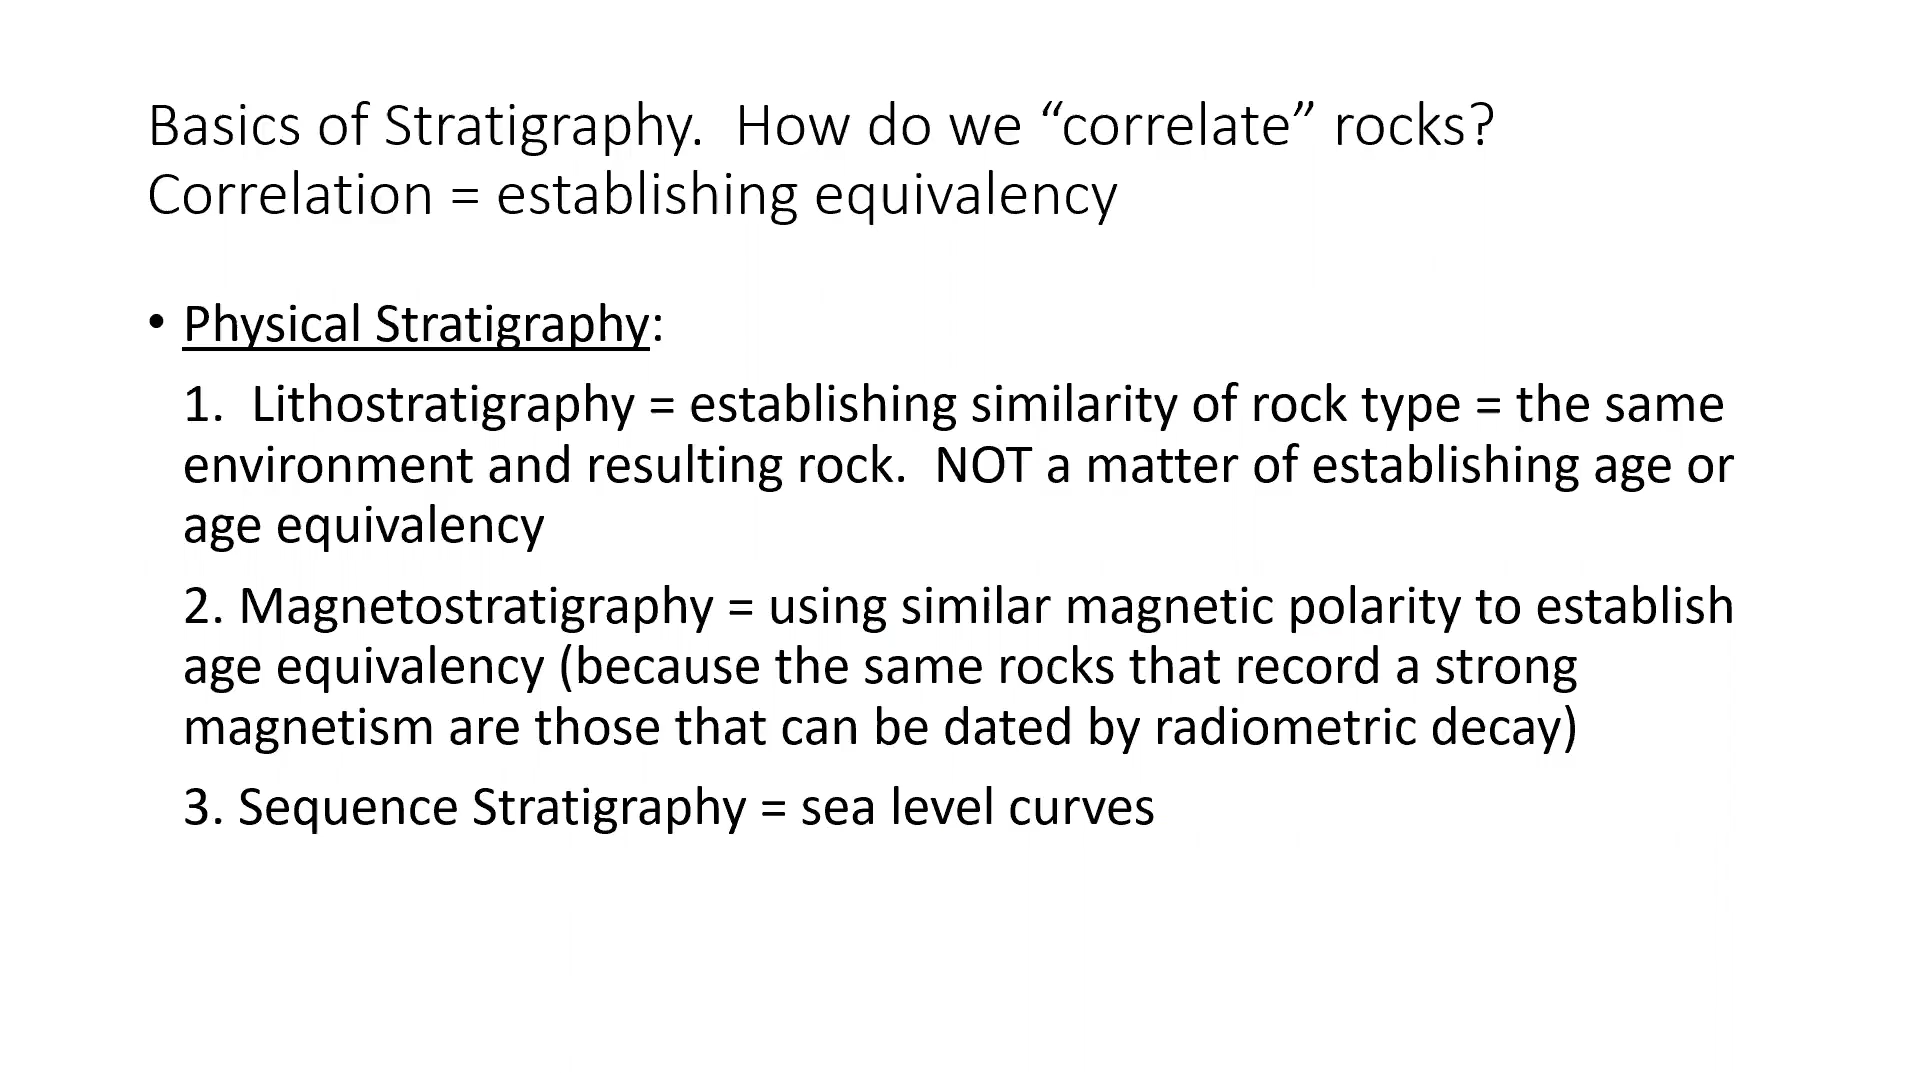 Basics of Stratigraphy.  How do we “correlate” rocks?
Correlation = establishing equivalency
• Physical Stratigraphy:
1.  Lithostratigraphy = establishing similarity of rock type = the same
environment and resulting rock.  NOT a matter of establishing age or
age equivalency
2. Magnetostratigraphy = using similar magnetic polarity to establish
age equivalency (because the same rocks that record a strong
magnetism are those that can be dated by radiometric decay)
3. Sequence Stratigraphy = sea level curves